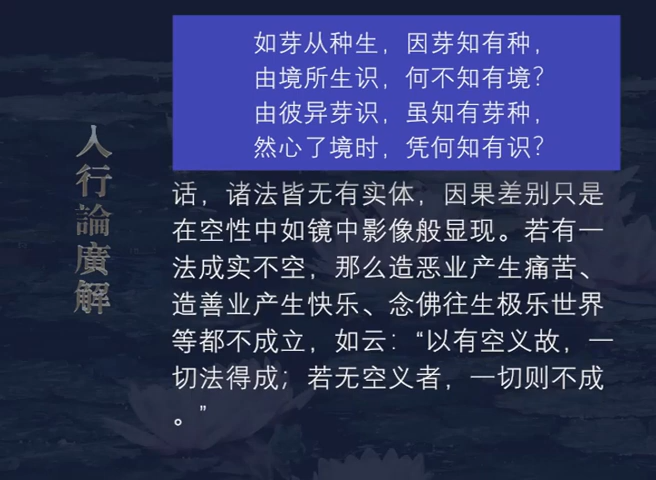 入行論廣解
如芽从种生，因芽知有种，
由境所生识，何不知有境？
由彼异芽识，虽知有芽种，
然心了境时，凭何知有识？
话，诸法皆无有实体，因果差别只是
在空性中如镜中影像般显现。若有一
法成实不空，那么造恶业产生痛苦、
造善业产生快乐、念佛往生极乐世界
等都不成立，如云：“以有空义故，一
切法得成；若无空义者，一切则不成
。”